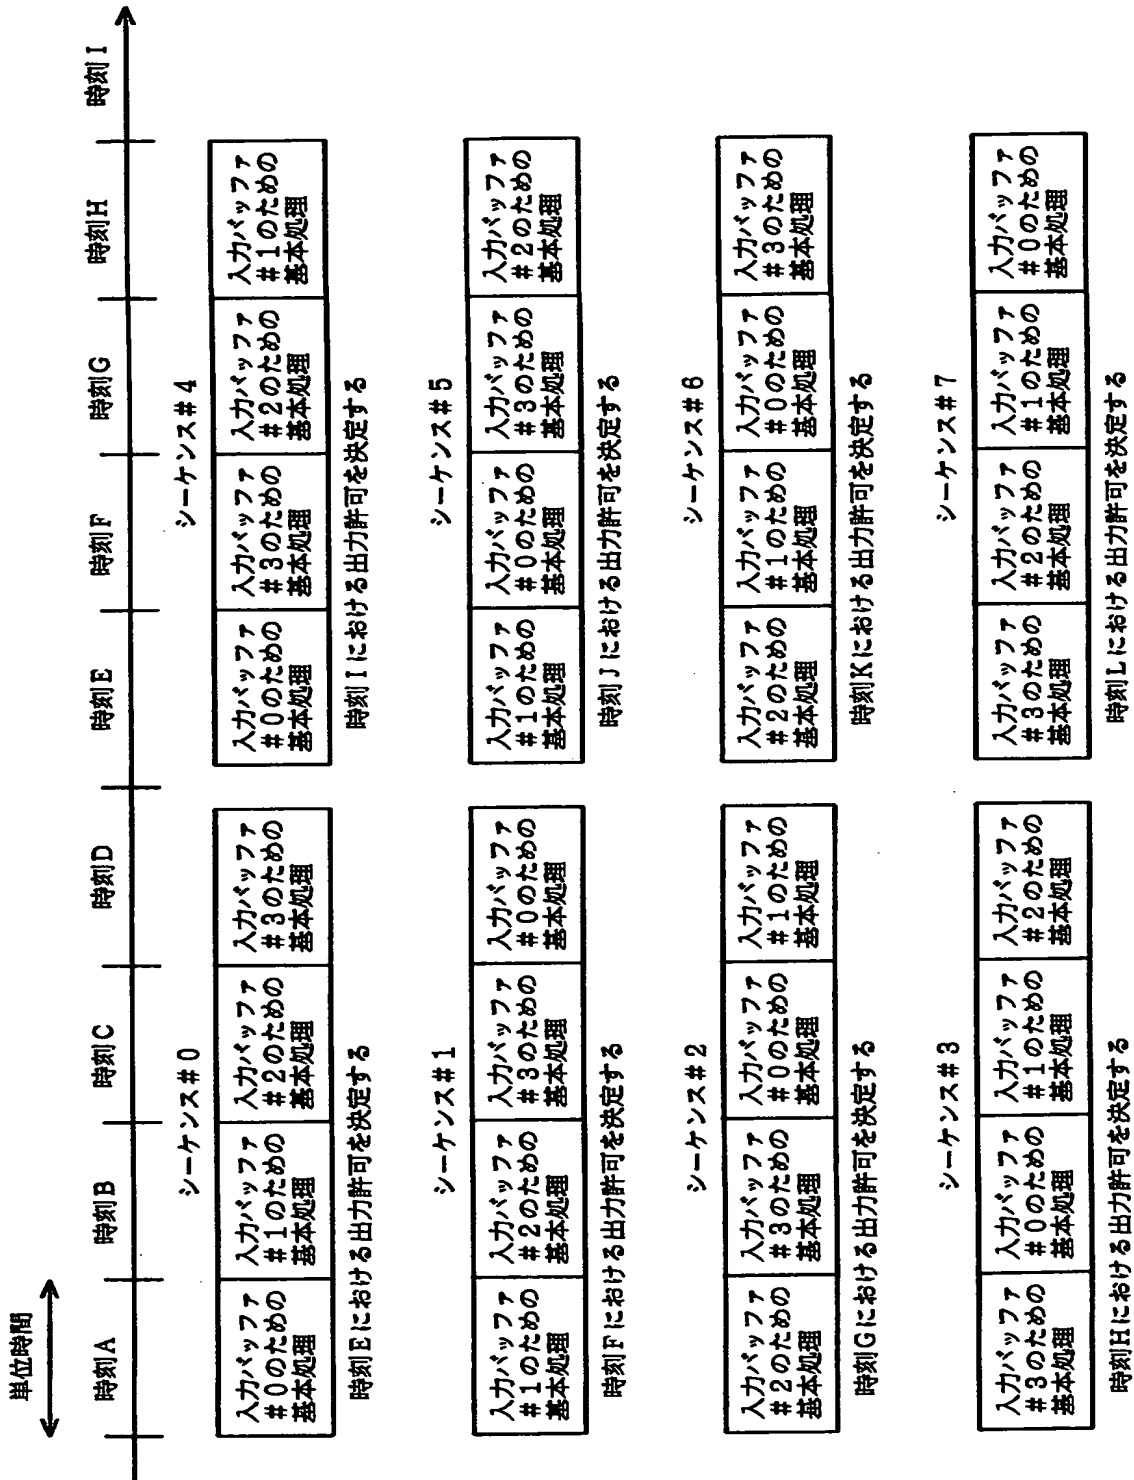 単位時間
時刻A
時刻B
時刻C
時刻D
時刻E
時刻F
時刻G
時刻H
時刻I
シーケンス#0
入力バッファ
#0のための
基本処理
入力バッファ
#1のための
基本処理
入力バッファ
#2のための
基本処理
入力バッファ
#3のための
基本処理
時刻Eにおける出力許可を決定する
シーケンス#4
入力バッファ
#0のための
基本処理
入力バッファ
#3のための
基本処理
入力バッファ
#2のための
基本処理
入力バッファ
#1のための
基本処理
時刻Iにおける出力許可を決定する
シーケンス#1
入力バッファ
#1のための
基本処理
入力バッファ
#2のための
基本処理
入力バッファ
#3のための
基本処理
入力バッファ
#0のための
基本処理
時刻Fにおける出力許可を決定する
シーケンス#5
入力バッファ
#1のための
基本処理
入力バッファ
#0のための
基本処理
入力バッファ
#3のための
基本処理
入力バッファ
#2のための
基本処理
時刻Jにおける出力許可を決定する
シーケンス#2
入力バッファ
#2のための
基本処理
入力バッファ
#3のための
基本処理
入力バッファ
#0のための
基本処理
入力バッファ
#1のための
基本処理
時刻Gにおける出力許可を決定する
シーケンス#6
入力バッファ
#2のための
基本処理
入力バッファ
#1のための
基本処理
入力バッファ
#0のための
基本処理
入力バッファ
#3のための
基本処理
時刻Kにおける出力許可を決定する
シーケンス#3
入力バッファ
#3のための
基本処理
入力バッファ
#0のための
基本処理
入力バッファ
#1のための
基本処理
入力バッファ
#2のための
基本処理
時刻Hにおける出力許可を決定する
シーケンス#7
入力バッファ
#3のための
基本処理
入力バッファ
#2のための
基本処理
入力バッファ
#1のための
基本処理
入力バッファ
#0のための
基本処理
時刻Lにおける出力許可を決定する